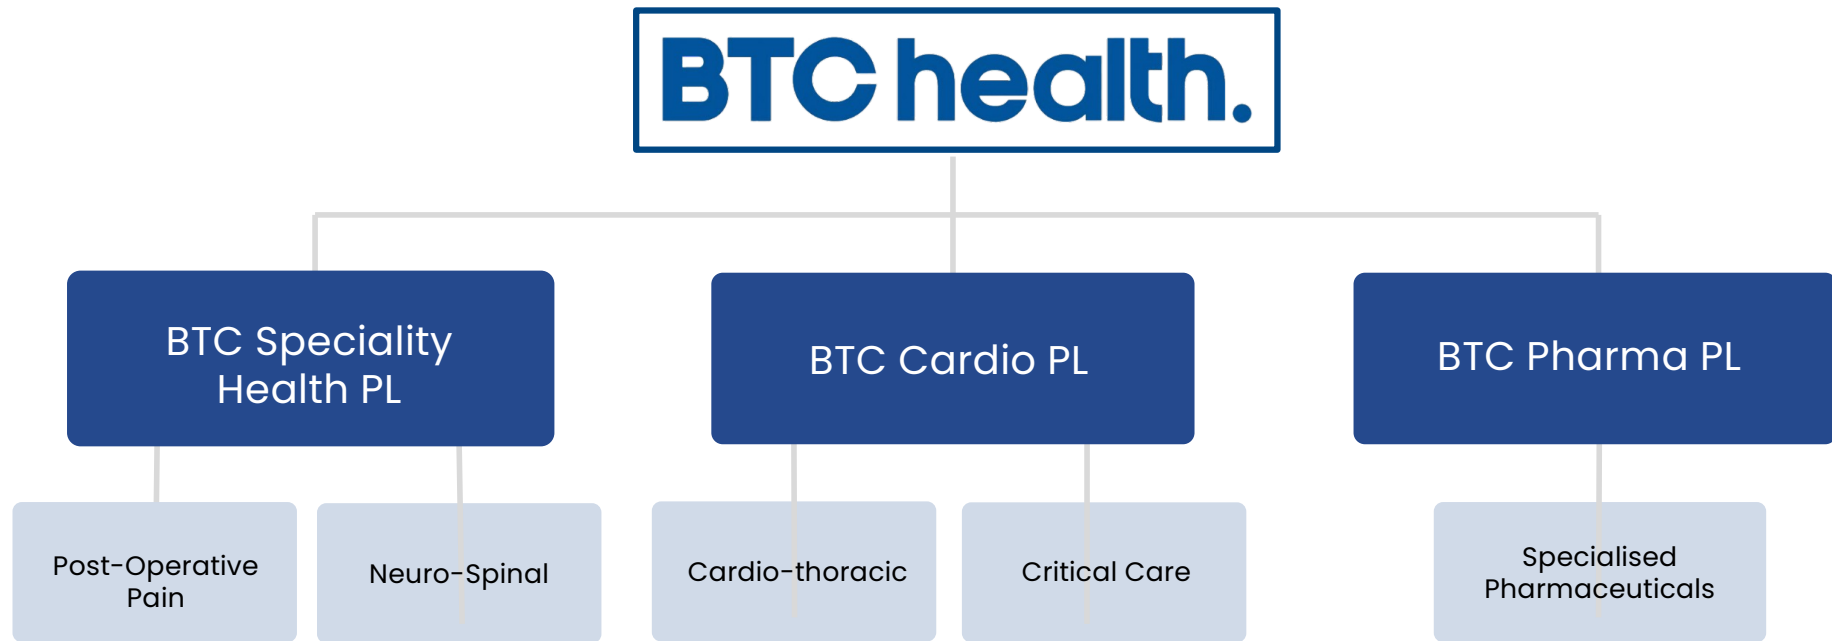 BTC health.
BTC Speciality
Health PL
BTC Cardio PL
BTC Pharma PL
Post-Operative
Pain
Neuro-Spinal
Cardio-thoracic
Critical Care
Specialised
Pharmaceuticals